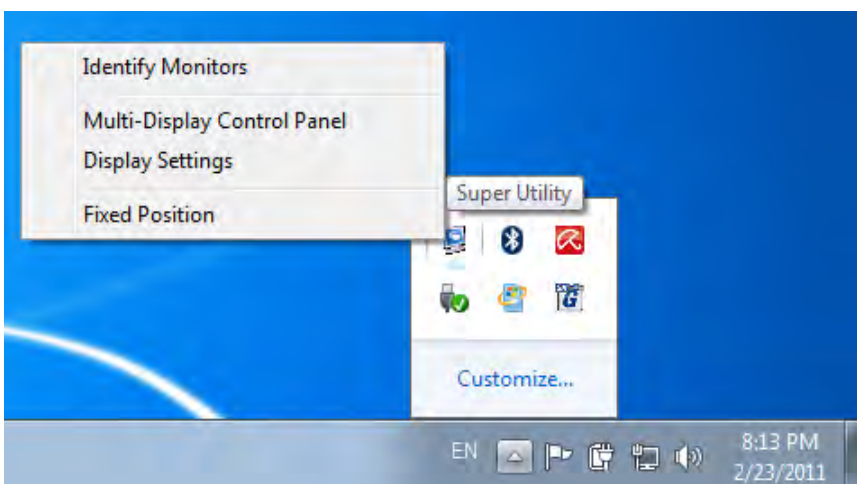 Identify Monitors
Multi-Display Control Panel
Display Settings
Fixed Position
Super Utility
G
Customize...
EN
8:13 PM
2/23/2011